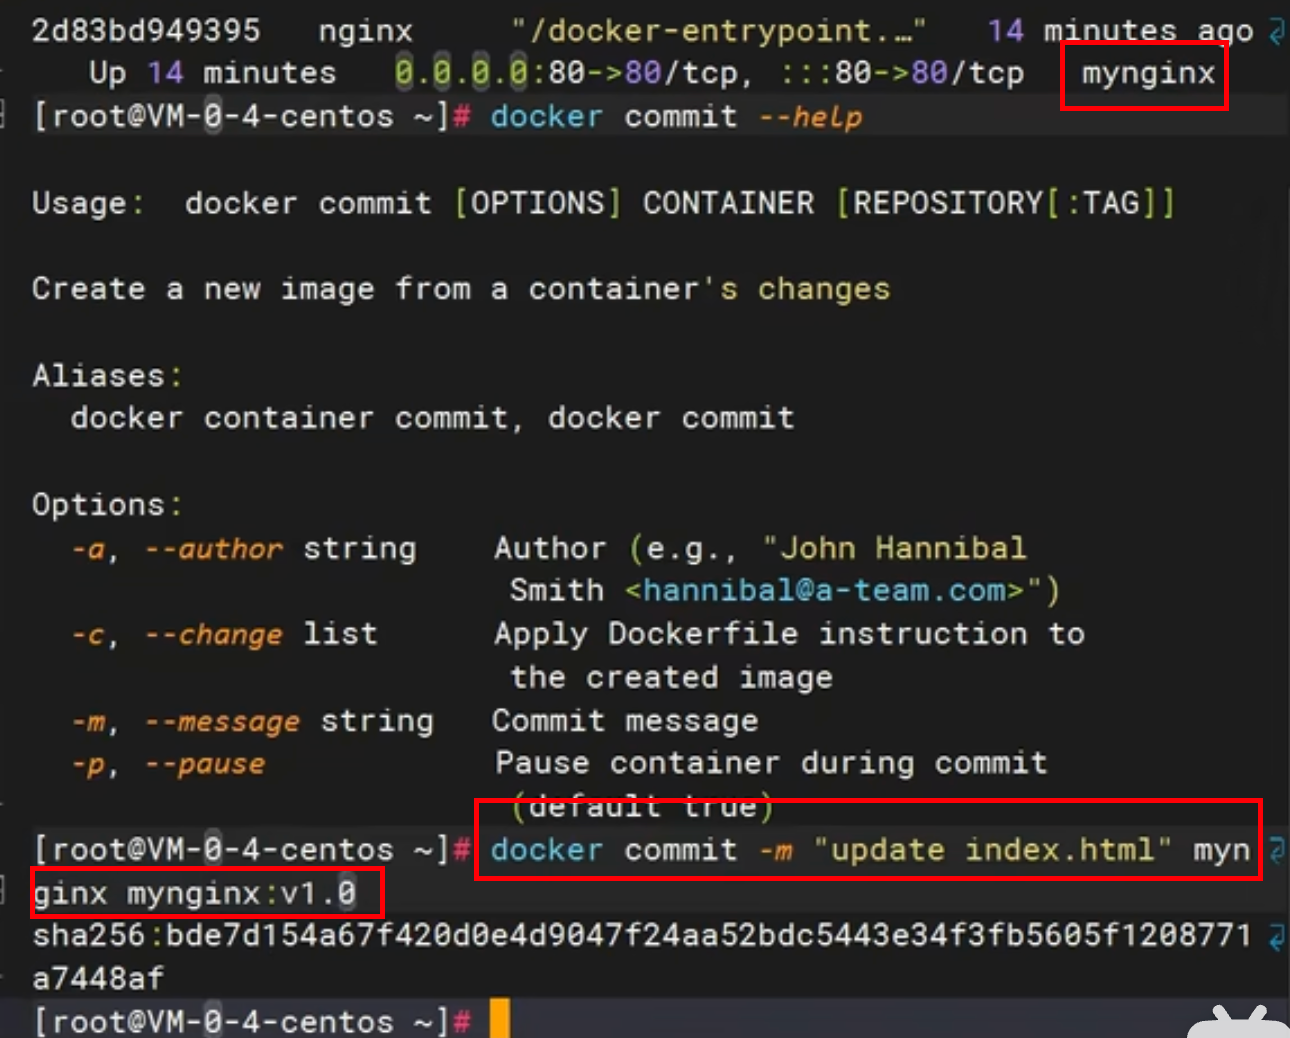 2d83bd949395   nginx     "/docker-entrypoint.…"   14 minutes ago
Up 14 minutes   0.0.0.0:80->80/tcp, :::80->80/tcp   mynginx
[root@VM-0-4-centos ~]# docker commit --help
Usage:  docker commit [OPTIONS] CONTAINER [REPOSITORY[:TAG]]
Create a new image from a container's changes
Aliases:
docker container commit, docker commit
Options:
-a, --author string    Author (e.g., "John Hannibal
Smith <hannibal@a-team.com>")
-c, --change list      Apply Dockerfile instruction to
the created image
-m, --message string   Commit message
-p, --pause            Pause container during commit
(default true)
[root@VM-0-4-centos ~]# docker commit -m "update index.html" myn
ginx mynginx:v1.0
sha256:bde7d154a67f420d0e4d9047f24aa52bdc5443e34f3fb5605f1208771
a7448af
[root@VM-0-4-centos ~]#